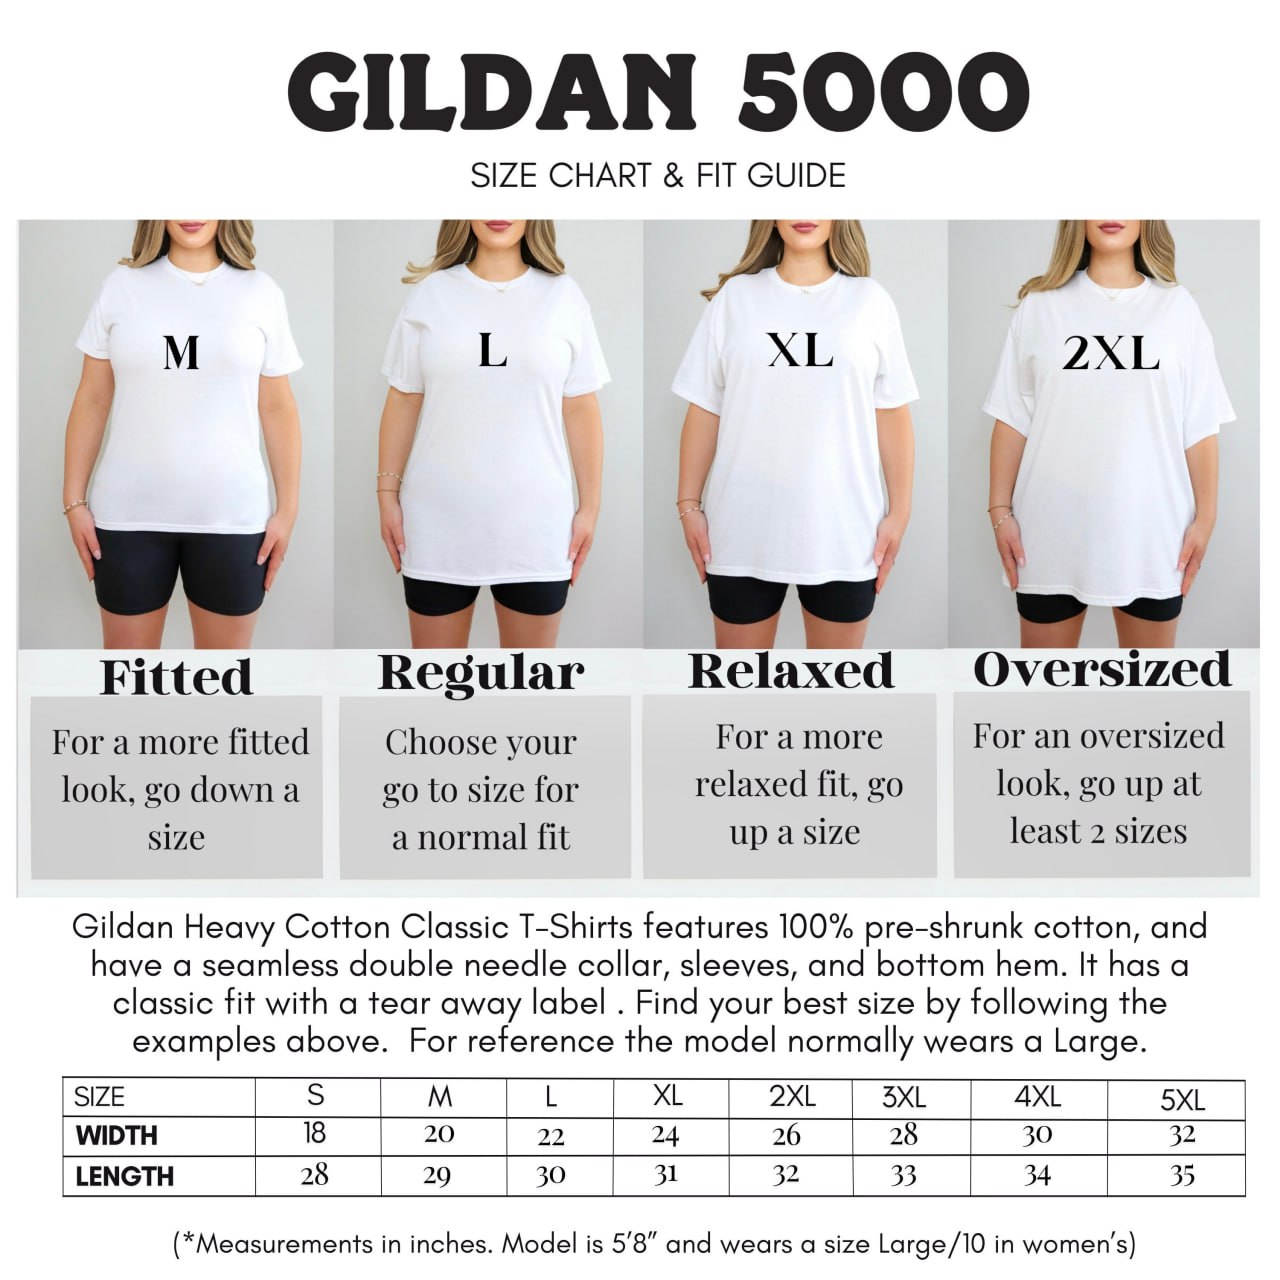 GILDAN 5000
SIZE CHART & FIT GUIDE
M
L
XL
2XL
Fitted
For a more fitted
look, go down a
size
Regular
Choose your
go to size for
a normal fit
Relaxed
For a more
relaxed fit, go
up a size
Oversized
For an oversized
look, go up at
least 2 sizes
Gildan Heavy Cotton Classic T-Shirts features 100% pre-shrunk cotton, and
have a seamless double needle collar, sleeves, and bottom hem. It has a
classic fit with a tear away label . Find your best size by following the
examples above.  For reference the model normally wears a Large.
SIZE S M L XL 2XL 3XL 4XL 5XL
WIDTH 18 20 22 24 26 28 30 32
LENGTH 28 29 30 31 32 33 34 35
(*Measurements in inches. Model is 5’8” and wears a size Large/10 in women’s)